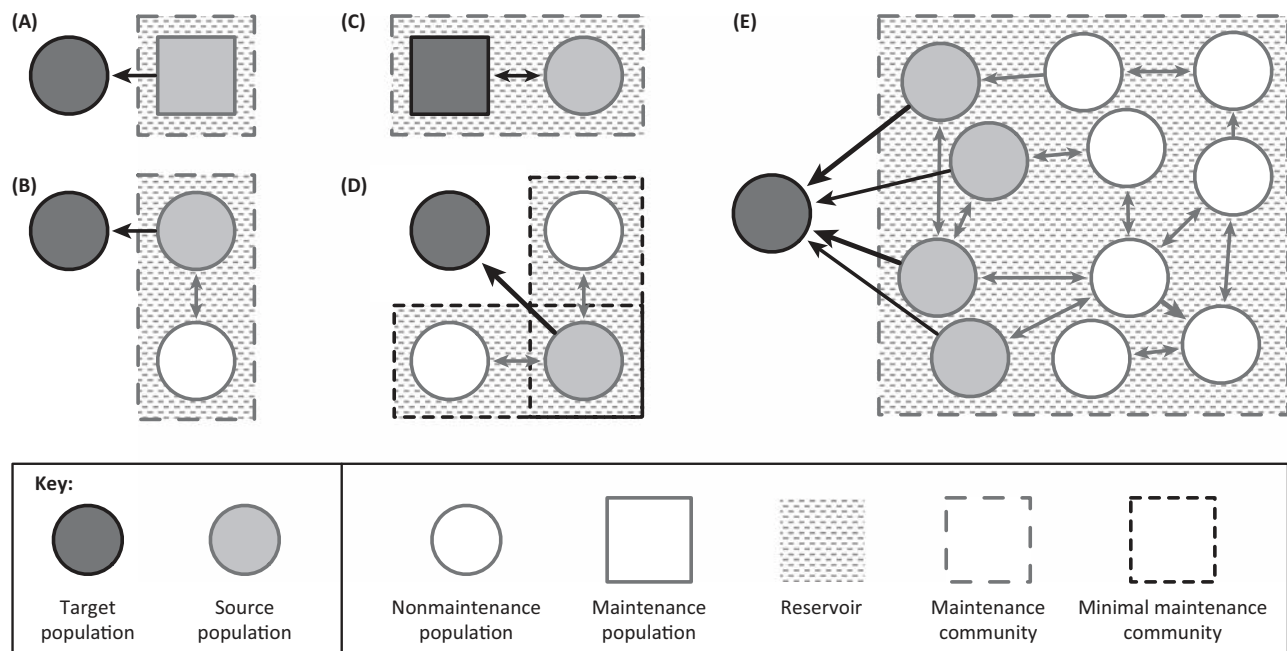 (A)
(C)
(E)
(B)
(D)
Key:
Target
population
Source
population
Nonmaintenance
population
Maintenance
population
Reservoir
Maintenance
community
Minimal maintenance
community